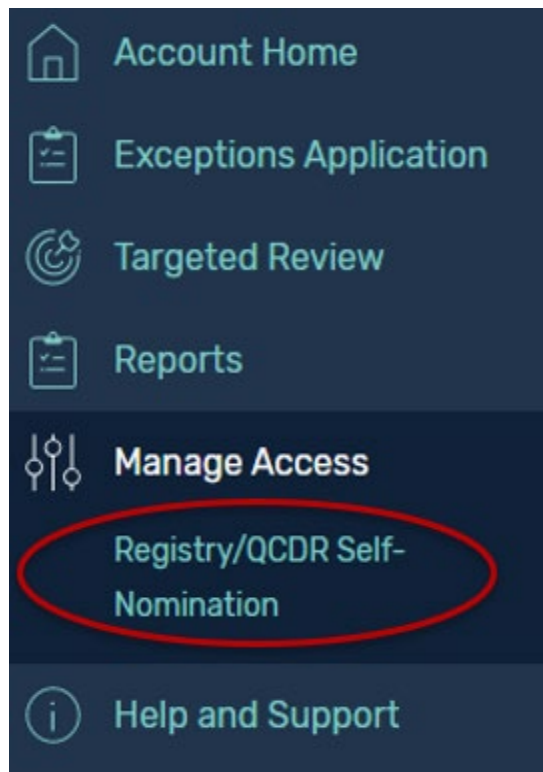 Account Home
Exceptions Application
Targeted Review
Reports
Manage Access
Registry/QCDR Self-
Nomination
Help and Support